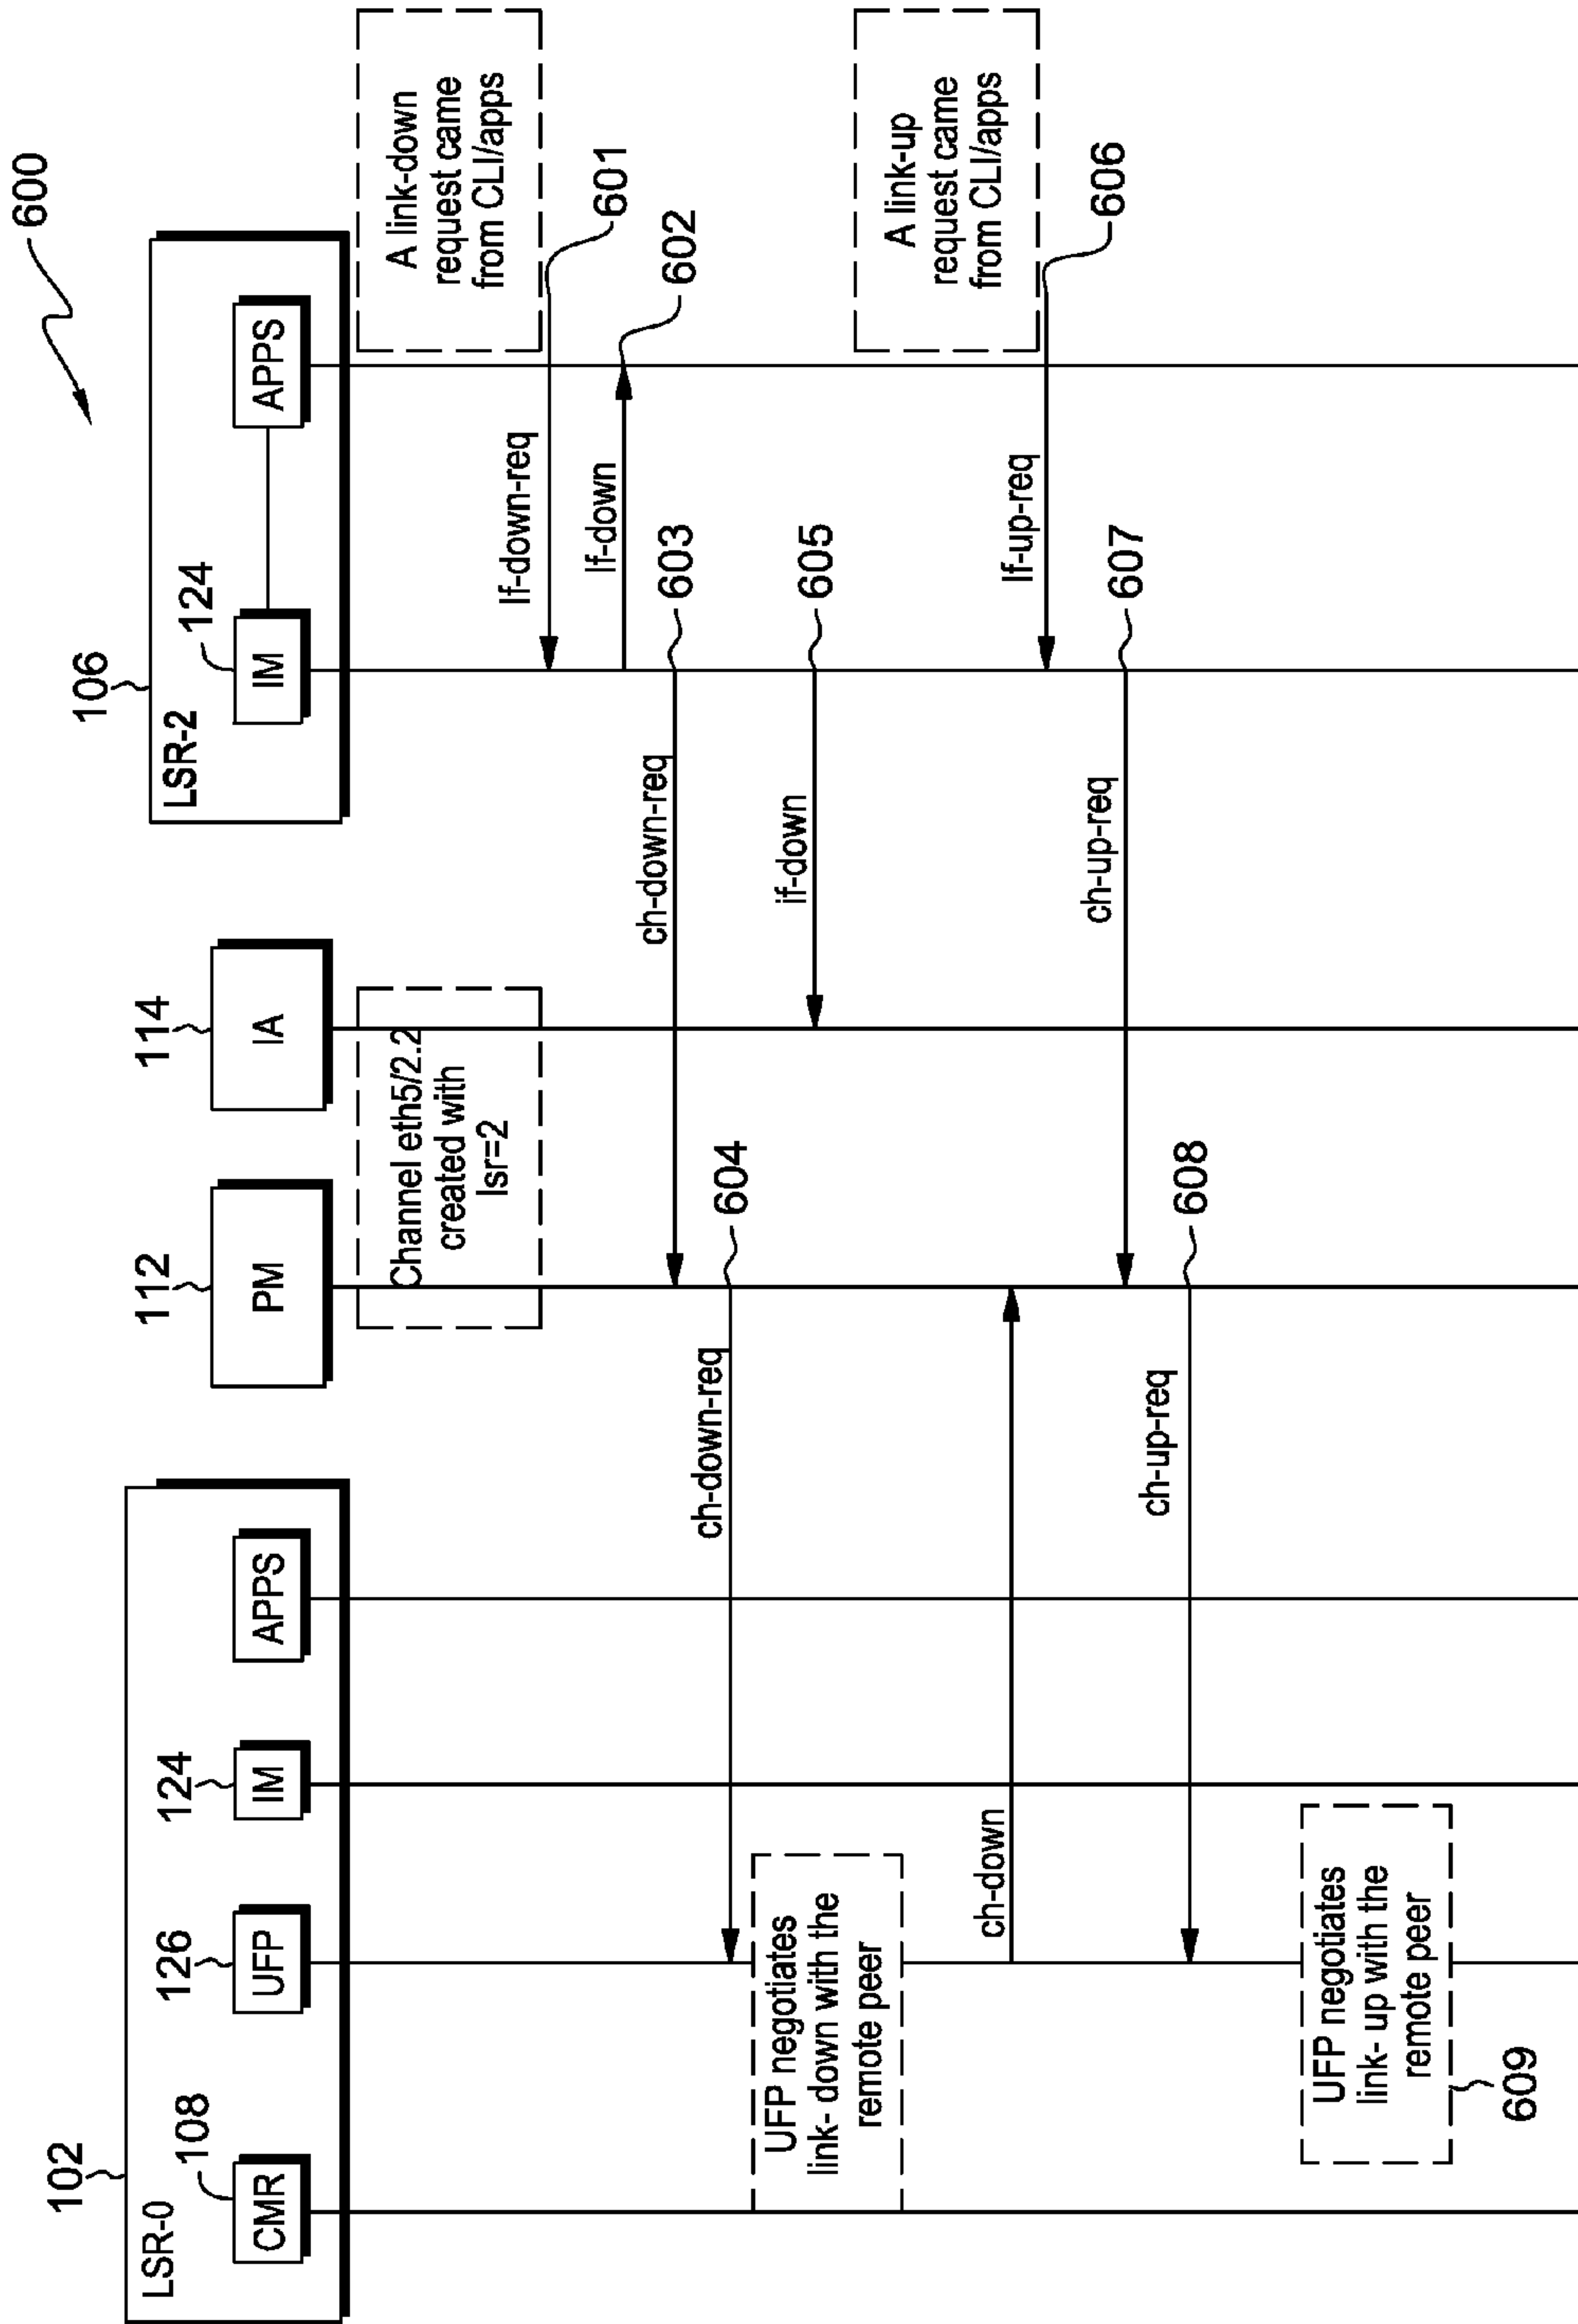 600
102
LSR-0
108
CMR
126
UFP
124
IM
APPS
112
PM
114
IA
106
LSR-2
124
IM
APPS
Channel eth5/2.2
created with
lsr=2
A link-down
request came
from CLI/apps
If-down-req
601
If-down
602
ch-down-req
603
ch-down-req
604
UFP negotiates
link- down with the
remote peer
if-down
605
A link-up
request came
from CLI/apps
ch-down
If-up-req
606
ch-up-req
607
ch-up-req
608
UFP negotiates
link- up with the
remote peer
609